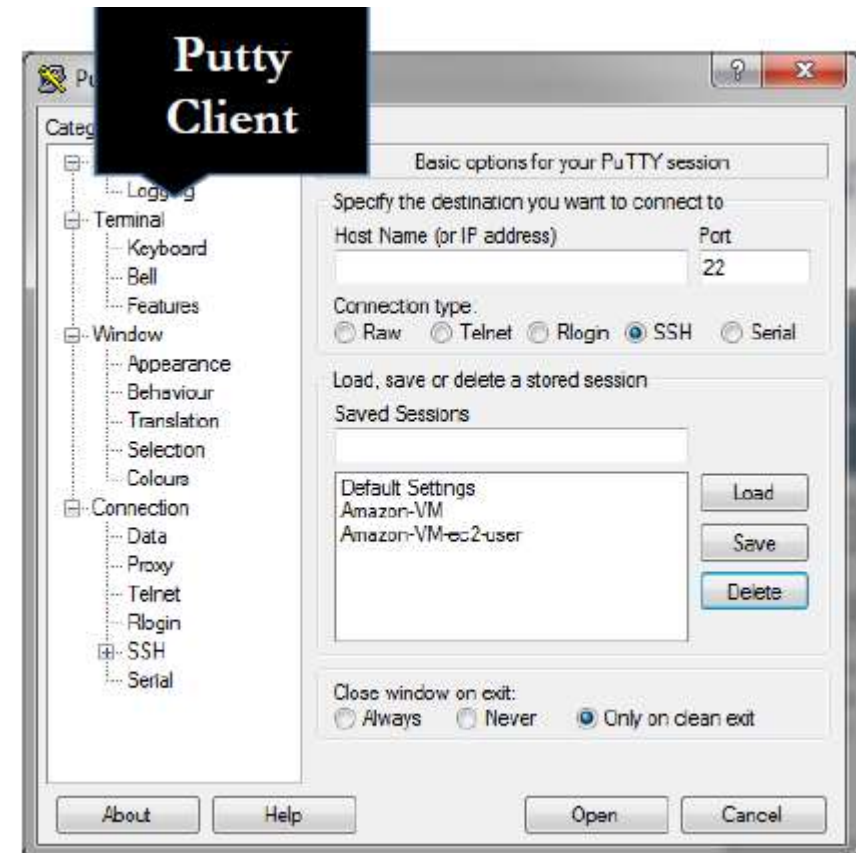 Putty
Client
Pu
Categ
Logging
Terminal
Keyboard
Bell
Features
Window
Appearance
Behaviour
Translation
Selection
Colours
Connection
Data
Proxy
Telnet
Rlogin
SSH
Serial
Basic options for your PuTTY session
Specify the destination you want to connect to
Host Name (or IP address) Port
22
Connection type:
Raw Telnet Rlogin SSH Serial
Load, save or delete a stored session
Saved Sessions
Default Settings
Amazon-VM
Amazon-VM-ec2-user
Load
Save
Delete
Close window on exit:
Always Never Only on clean exit
About Help Open Cancel